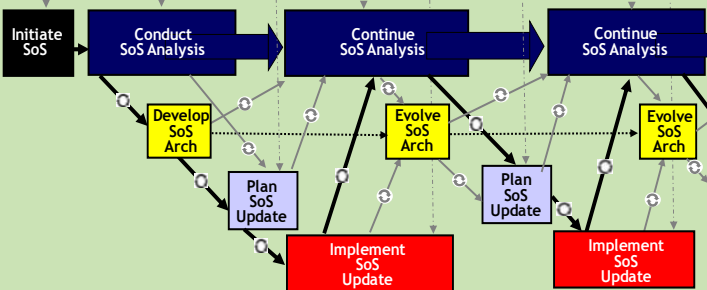 Initiate
SoS
Conduct
SoS Analysis
Continue
SoS Analysis
Continue
SoS Analysis
Develop
SoS
Arch
Evolve
SoS
Arch
Evolve
SoS
Arch
Plan
SoS
Update
Plan
SoS
Update
Implement
SoS
Update
Implement
SoS
Update